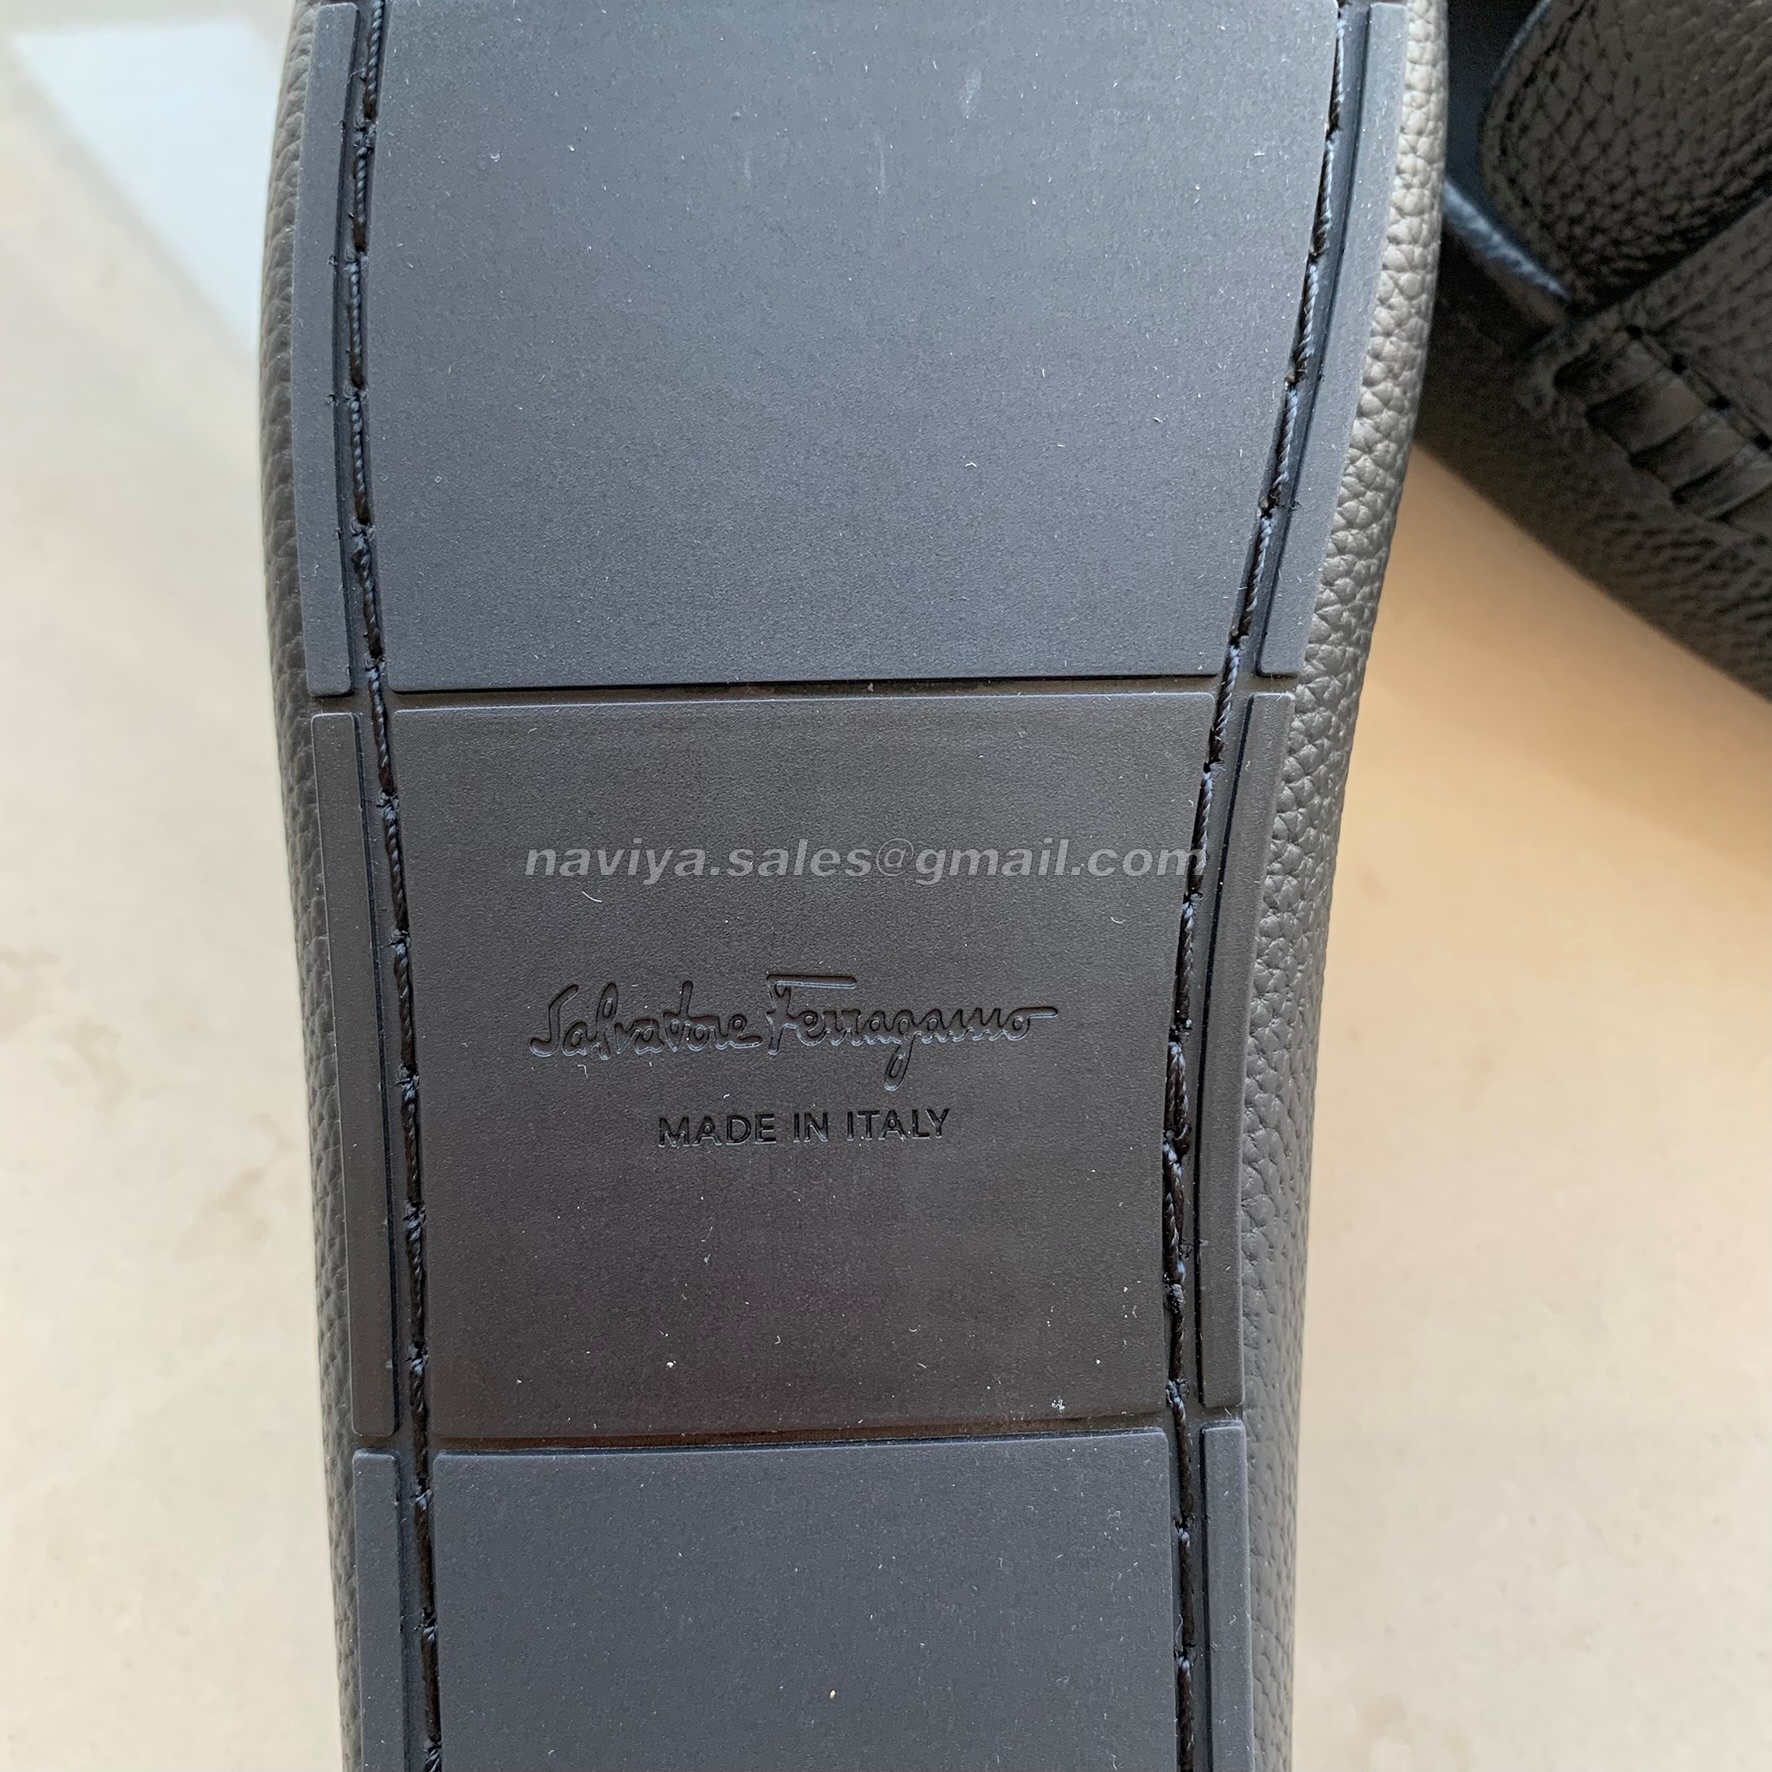 naviya.sales@gmail.com
Salvatore Ferragamo
MADE IN ITALY